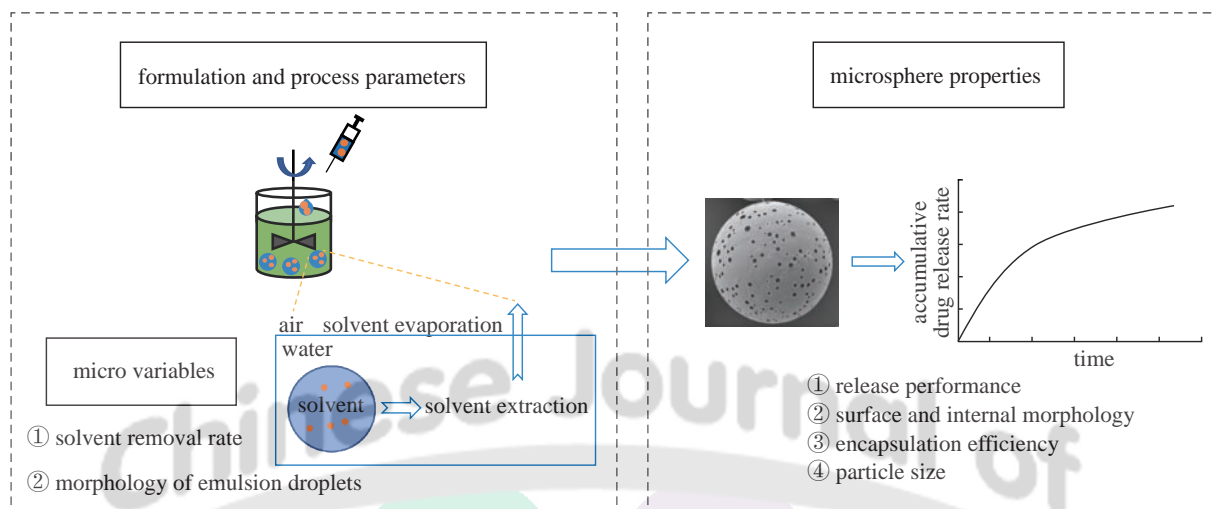 formulation and process parameters
air solvent evaporation
water
solvent
solvent extraction
micro variables
① solvent removal rate
② morphology of emulsion droplets
microsphere properties
accumulative
drug release rate
time
① release performance
② surface and internal morphology
③ encapsulation efficiency
④ particle size
Chinese Journal of